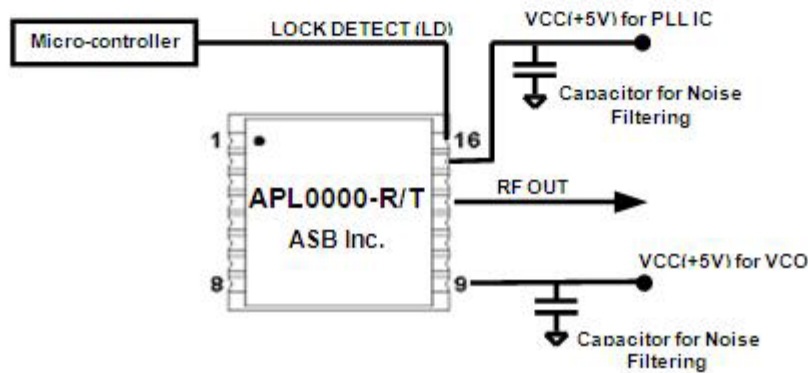 VCC(+5V) for PLL IC
LOCK DETECT (LD)
Micro-controller
Capacitor for Noise
Filtering
1
16
APL0000-R/T
RF OUT
ASB Inc.
VCC(+5V) for VCO
8
9
Capacitor for Noise
Filtering